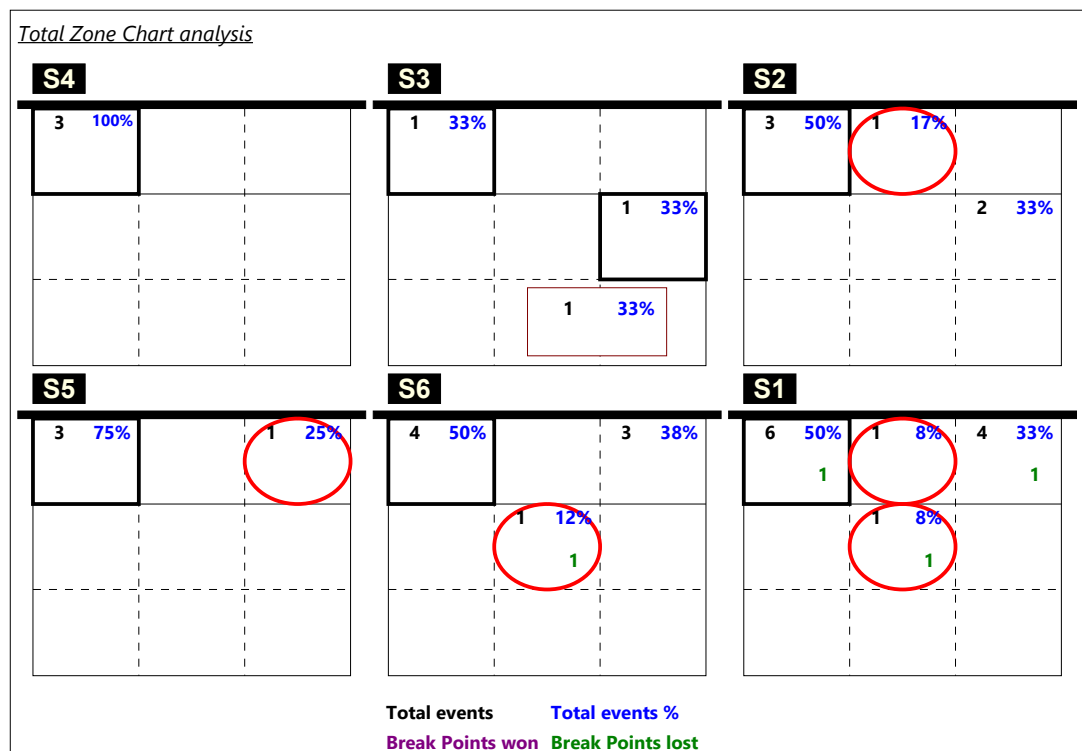 Total Zone Chart analysis
S4 S3 S2
3 100% 1 33% 3 50% 1 17%
1 33% 2 33%
1 33%
S5 S6 S1
3 75% 1 25% 4 50% 3 38% 6 50% 1 8% 4 33%
1 1
1 12% 1 8%
1 1
Total events Total events %
Break Points won Break Points lost